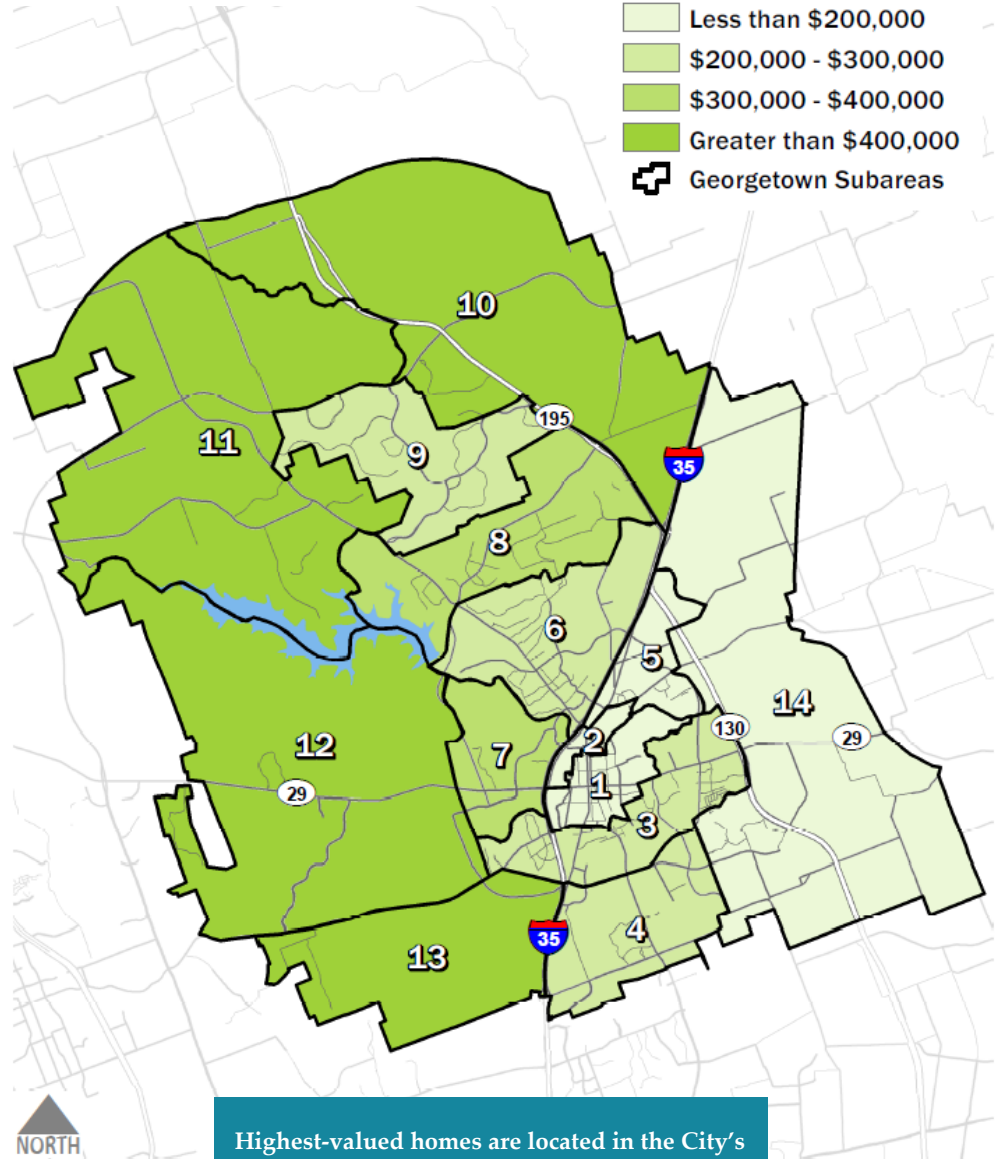 Less than $200,000
$200,000 - $300,000
$300,000 - $400,000
Greater than $400,000
Georgetown Subareas
10
195
11
9
35
8
6
5
14
130
29
2
12
7
1
29
3
4
35
13
NORTH
Highest-valued homes are located in the City's